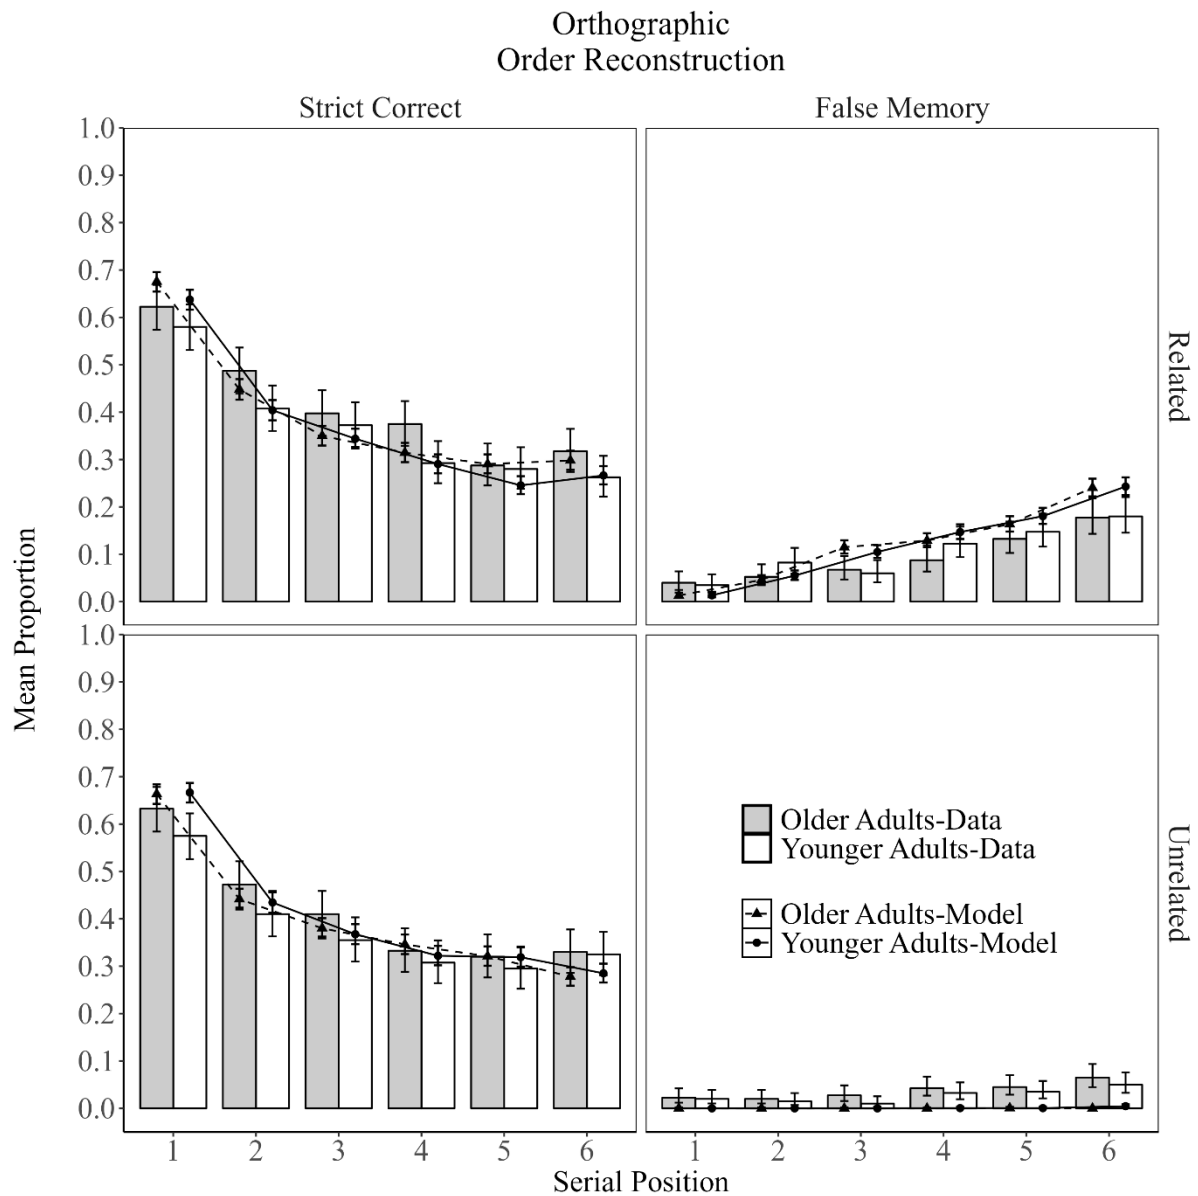 Orthographic
Order Reconstruction
Strict Correct
False Memory
1.0
0.9
0.8
0.7
0.6
0.5
0.4
0.3
0.2
0.1
0.0
Related
Mean Proportion
1.0
0.9
0.8
0.7
0.6
0.5
0.4
0.3
0.2
0.1
0.0
Older Adults-Data
Younger Adults-Data
Older Adults-Model
Younger Adults-Model
Unrelated
1 2 3 4 5 6
1 2 3 4 5 6
Serial Position